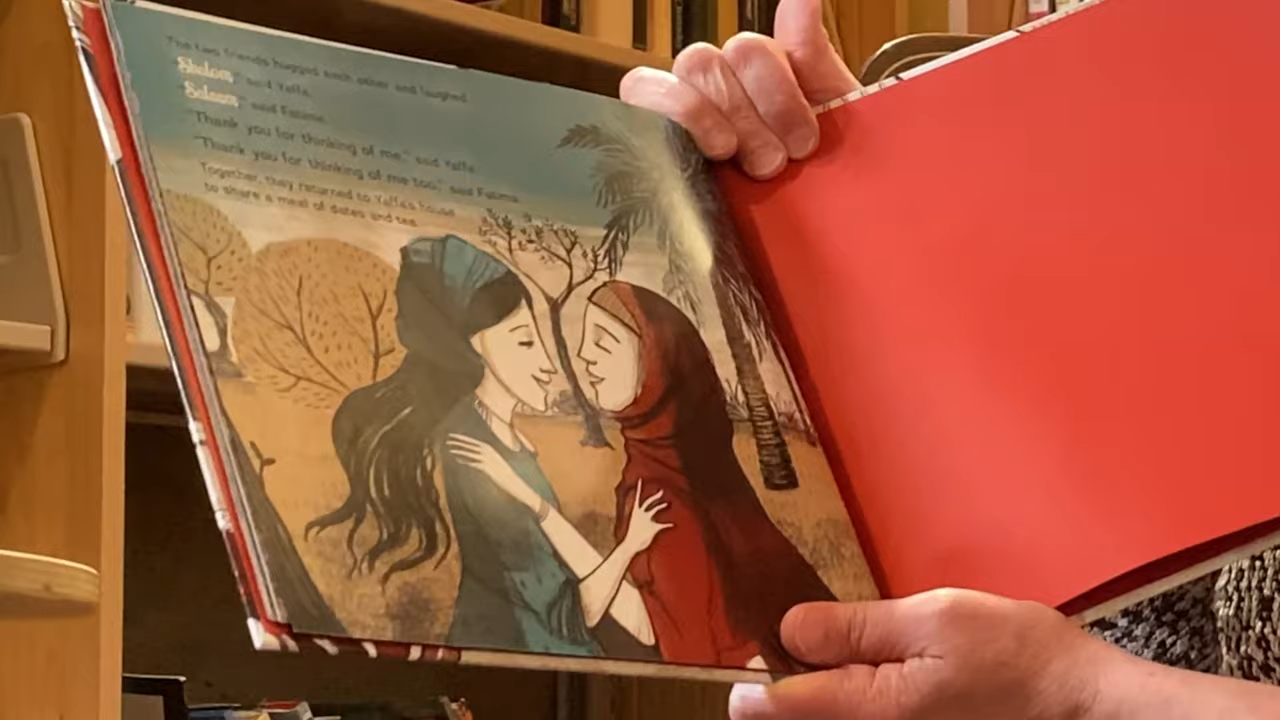 The two friends hugged each other and laughed.
"Shalom," said Yaffa.
"Salaam," said Fatima.
"Thank you for thinking of me," said Yaffa.
"Thank you for thinking of me too," said Fatima.
Together, they returned to Yaffa's house
to share a meal of dates and tea.